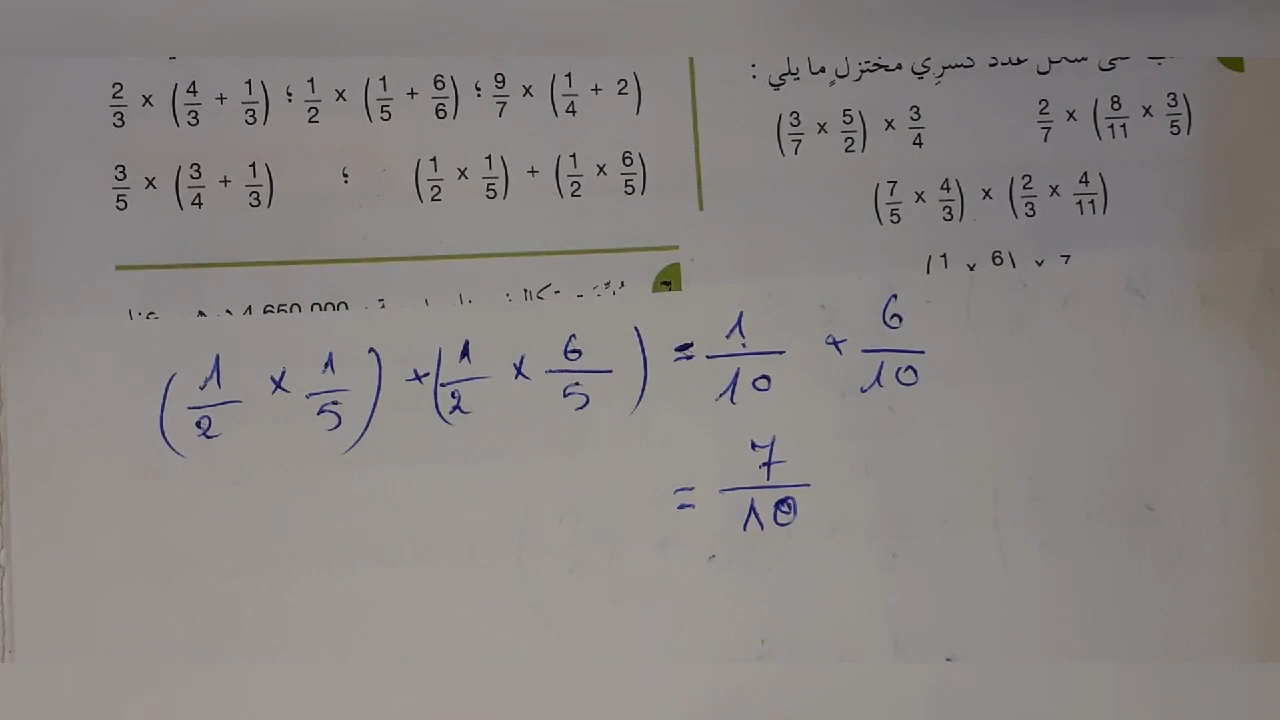 مختزل ما يلي :
2/7 × (8/11 × 3/5)
(3/7 × 5/2) × 3/4
(7/5 × 4/3) × (2/3 × 4/11)
2/3 × (4/3 + 1/3) ؛ 1/2 × (1/5 + 6/6) ؛ 9/7 × (1/4 + 2)
3/5 × (3/4 + 1/3) ؛ (1/2 × 1/5) + (1/2 × 6/5)
(1/2 × 1/5) + (1/2 × 6/5) = 1/10 + 6/10
= 7/10